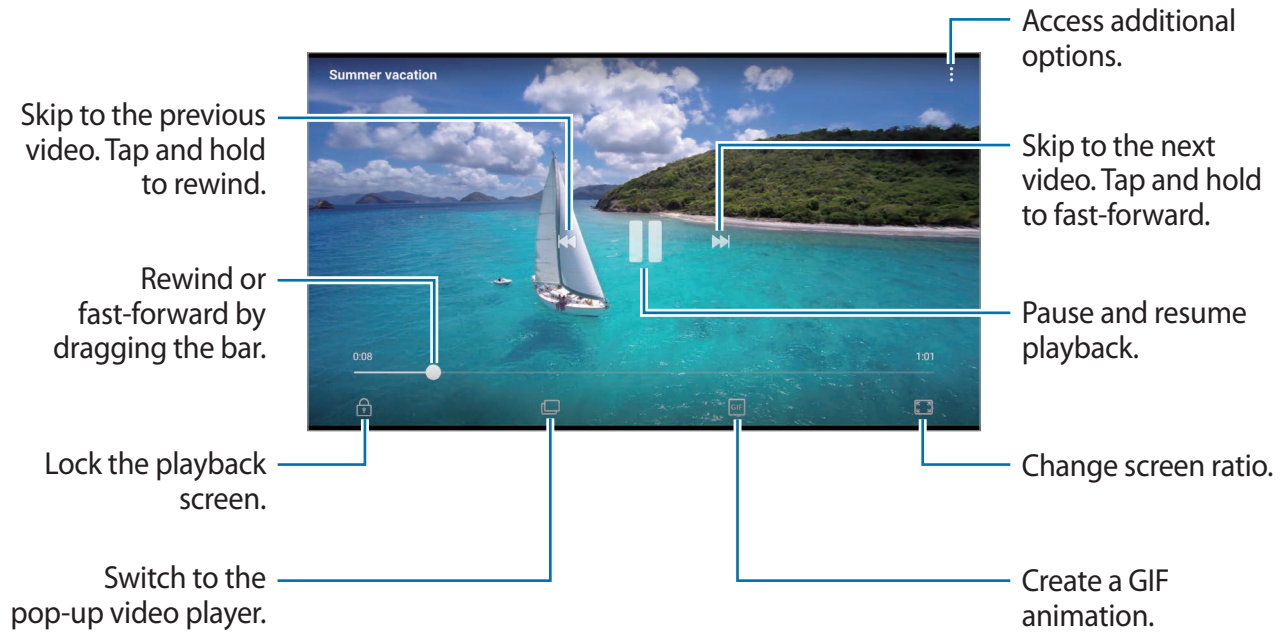 Access additional
options.
Summer vacation
Skip to the previous
video. Tap and hold
to rewind.
Skip to the next
video. Tap and hold
to fast-forward.
Rewind or
fast-forward by
dragging the bar.
Pause and resume
playback.
0:08
1:01
GIF
Lock the playback
screen.
Change screen ratio.
Switch to the
pop-up video player.
Create a GIF
animation.